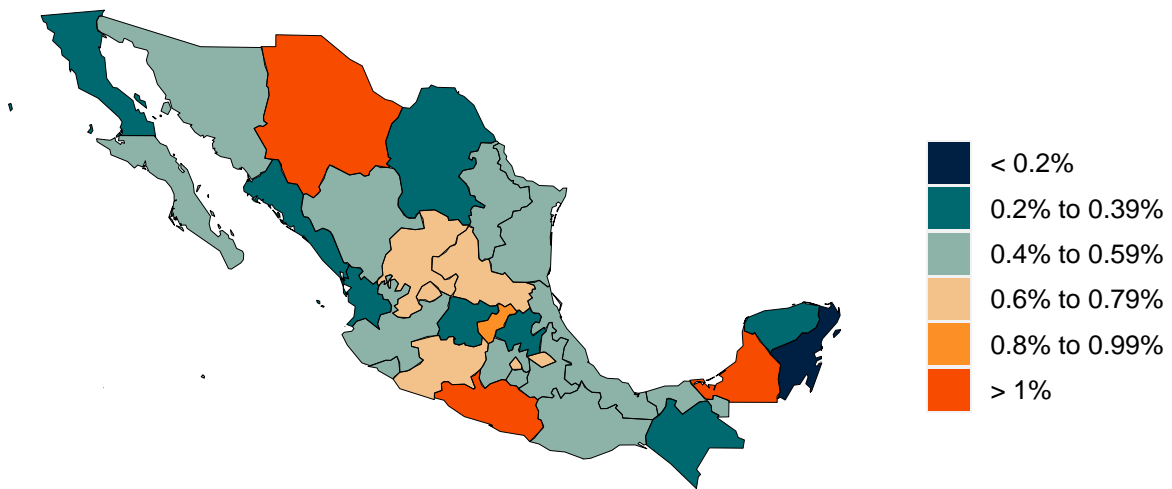 < 0.2%
0.2% to 0.39%
0.4% to 0.59%
0.6% to 0.79%
0.8% to 0.99%
> 1%